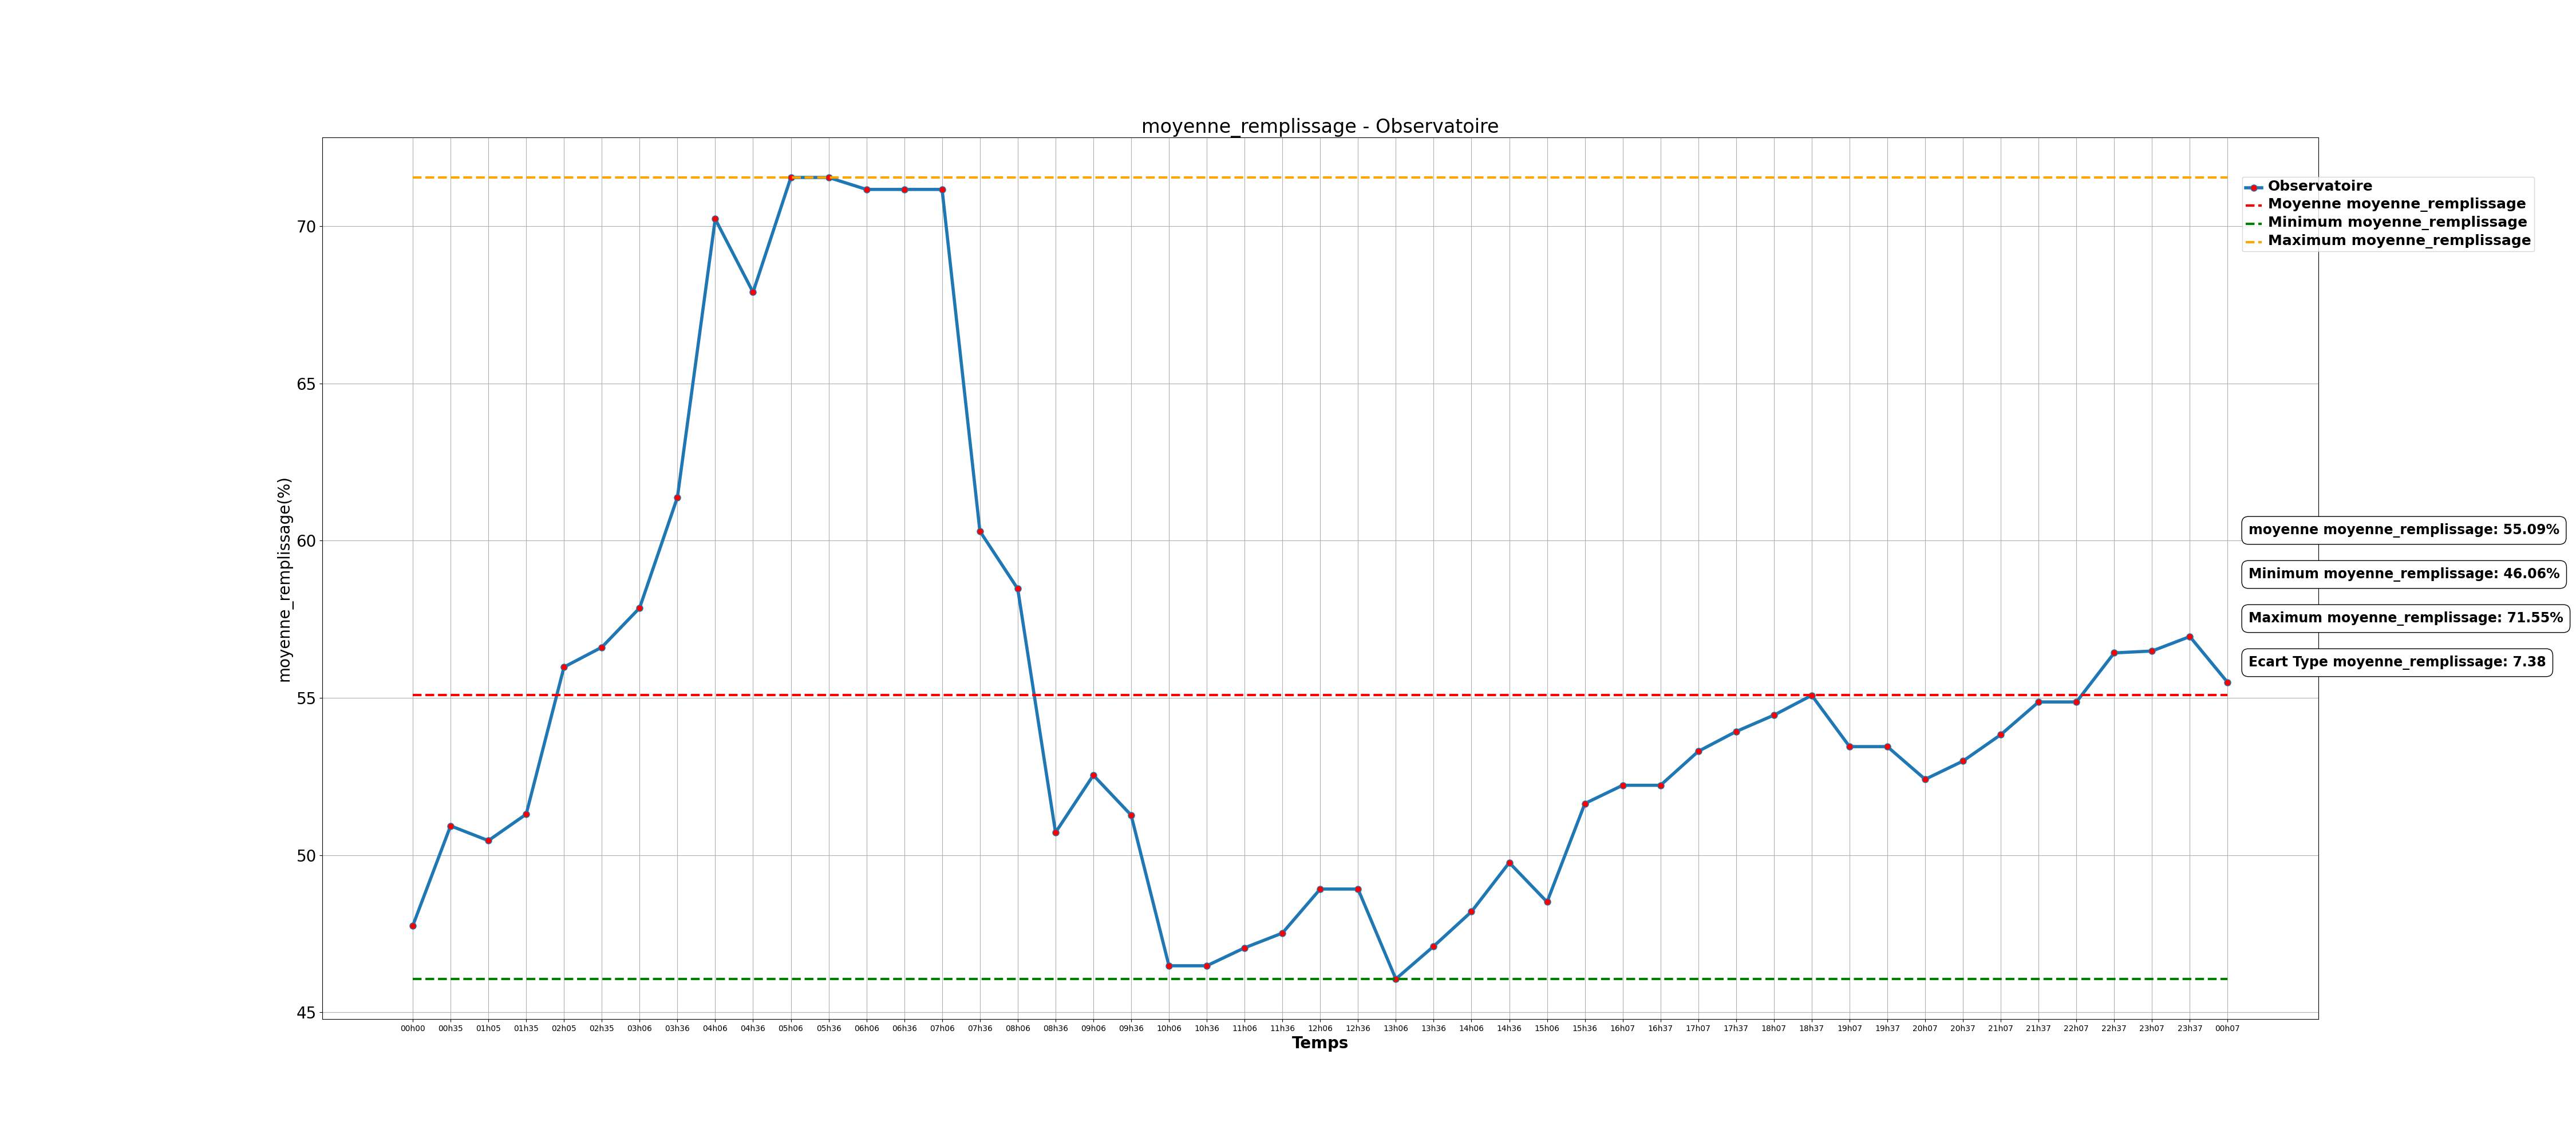 moyenne_remplissage - Observatoire
Observatoire
Moyenne moyenne_remplissage
Minimum moyenne_remplissage
Maximum moyenne_remplissage
moyenne_remplissage(%)
70
65
60
55
50
45
moyenne moyenne_remplissage: 55.09%
Minimum moyenne_remplissage: 46.06%
Maximum moyenne_remplissage: 71.55%
Ecart Type moyenne_remplissage: 7.38
00h00 00h35 01h05 01h35 02h05 02h35 03h06 03h36 04h06 04h36 05h06 05h36 06h06 06h36 07h06 07h36 08h06 08h36 09h06 09h36 10h06 10h36 11h06 11h36 12h06 12h36 13h06 13h36 14h06 14h36 15h06 15h36 16h07 16h37 17h07 17h37 18h07 18h37 19h07 19h37 20h07 20h37 21h07 21h37 22h07 22h37 23h07 23h37 00h07
Temps